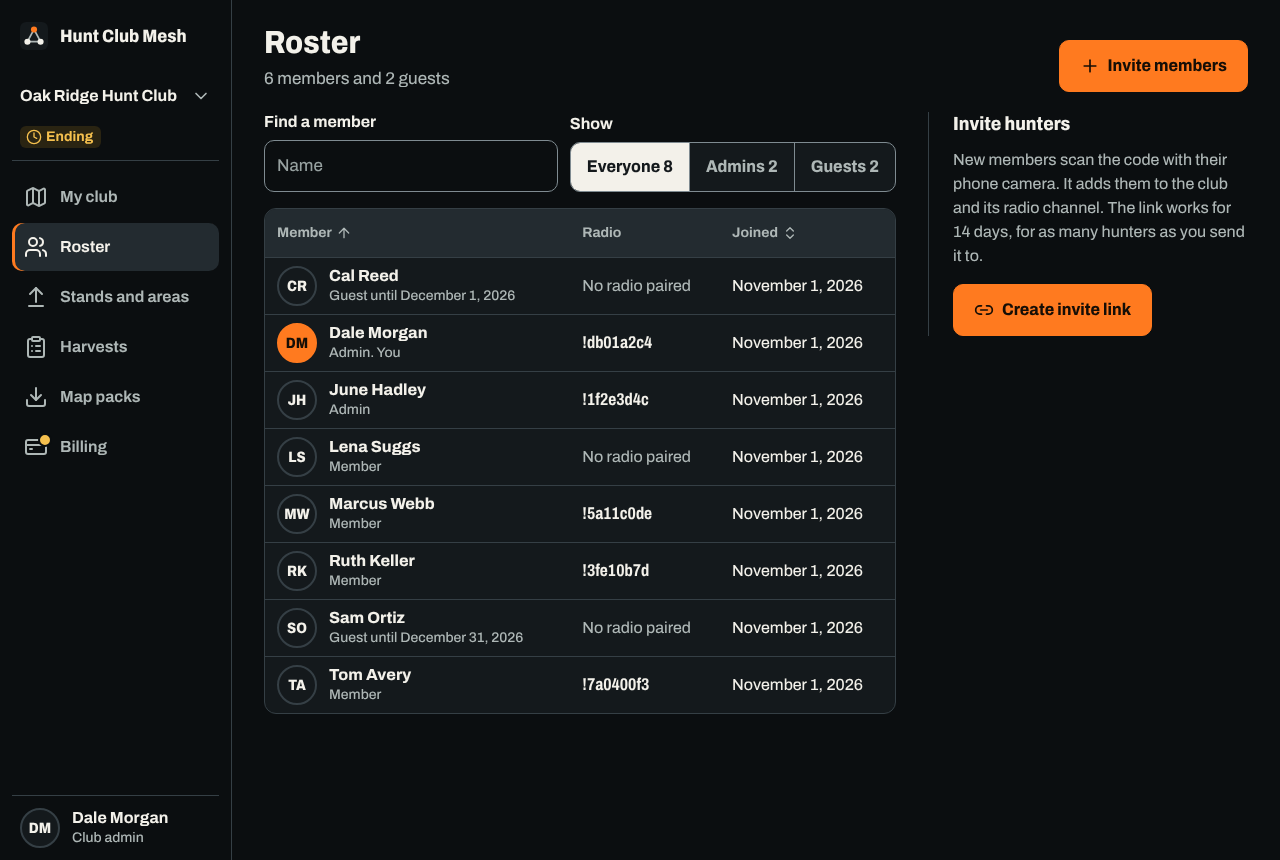 Hunt Club Mesh
Oak Ridge Hunt Club
Ending
My club
Roster
Stands and areas
Harvests
Map packs
Billing
DM
Dale Morgan
Club admin
Roster
6 members and 2 guests
Invite members
Find a member
Name
Show
Everyone 8
Admins 2
Guests 2
Member
Radio
Joined
CR
Cal Reed
Guest until December 1, 2026
No radio paired
November 1, 2026
DM
Dale Morgan
Admin. You
!db01a2c4
November 1, 2026
JH
June Hadley
Admin
!1f2e3d4c
November 1, 2026
LS
Lena Suggs
Member
No radio paired
November 1, 2026
MW
Marcus Webb
Member
!5a11c0de
November 1, 2026
RK
Ruth Keller
Member
!3fe10b7d
November 1, 2026
SO
Sam Ortiz
Guest until December 31, 2026
No radio paired
November 1, 2026
TA
Tom Avery
Member
!7a0400f3
November 1, 2026
Invite hunters
New members scan the code with their
phone camera. It adds them to the club
and its radio channel. The link works for
14 days, for as many hunters as you send
it to.
Create invite link